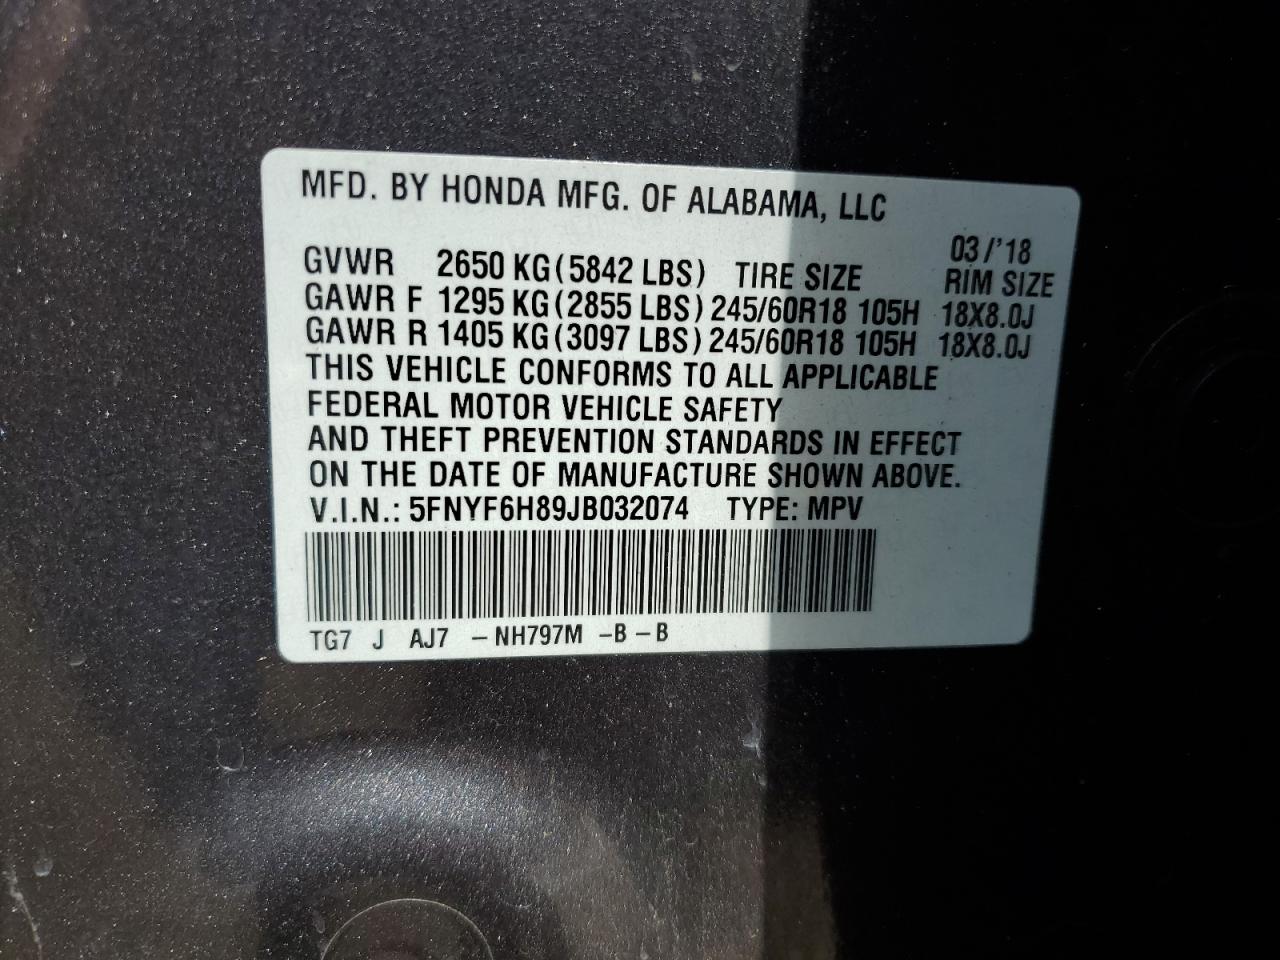 MFD. BY HONDA MFG. OF ALABAMA, LLC
03/'18
GVWR 2650 KG(5842 LBS) TIRE SIZE RIM SIZE
GAWR F 1295 KG(2855 LBS) 245/60R18 105H 18X8.0J
GAWR R 1405 KG(3097 LBS) 245/60R18 105H 18X8.0J
THIS VEHICLE CONFORMS TO ALL APPLICABLE
FEDERAL MOTOR VEHICLE SAFETY
AND THEFT PREVENTION STANDARDS IN EFFECT
ON THE DATE OF MANUFACTURE SHOWN ABOVE.
V.I.N.: 5FNYF6H89JB032074 TYPE: MPV
TG7 J AJ7 -NH797M -B-B